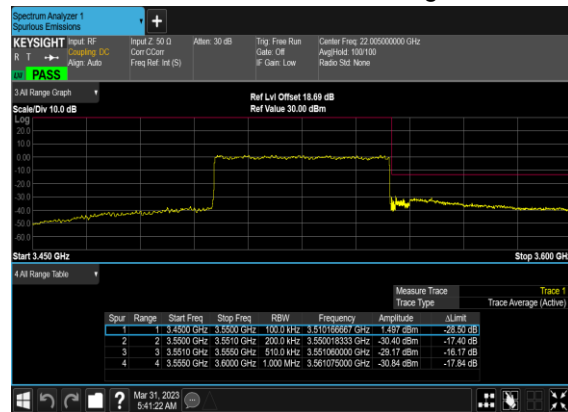 Spectrum Analyzer 1
Spurious Emissions
KEYSIGHT Input: RF Input Z: 50 Ω Atten: 30 dB Trig: Free Run Center Freq: 22.005000000 GHz
R T Coupling: DC Corr CCorr Gate: Off Avg|Hold: 100/100
Align: Auto Freq Ref: Int (S) IF Gain: Low Radio Std: None
PASS
3 All Range Graph
Ref Lvl Offset 18.69 dB
Scale/Div 10.0 dB Ref Value 30.00 dBm
Log
20.0
10.0
0.00
-10.0
-20.0
-30.0
-40.0
-50.0
-60.0
Start 3.450 GHz Stop 3.600 GH
4 All Range Table
Measure Trace Trace 1
Trace Type Trace Average (Active)
Spur Range Start Freq Stop Freq RBW Frequency Amplitude ΔLimit
1 1 3.4500 GHz 3.5500 GHz 100.0 kHz 3.510166667 GHz 1.497 dBm -28.50 dB
2 2 3.5500 GHz 3.5510 GHz 200.0 kHz 3.550018333 GHz -30.40 dBm -17.40 dB
3 3 3.5510 GHz 3.5550 GHz 510.0 kHz 3.551060000 GHz -29.17 dBm -16.17 dB
4 4 3.5550 GHz 3.6000 GHz 1.000 MHz 3.561075000 GHz -30.84 dBm -17.84 dB
Mar 31, 2023
5:41:22 AM